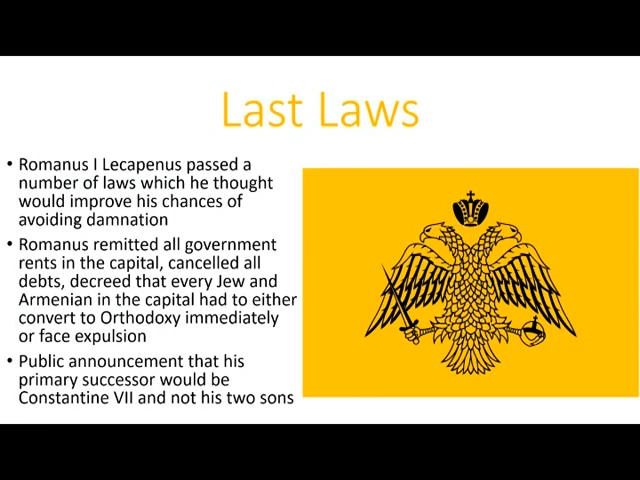 Last Laws
• Romanus I Lecapenus passed a
number of laws which he thought
would improve his chances of
avoiding damnation
• Romanus remitted all government
rents in the capital, cancelled all
debts, decreed that every Jew and
Armenian in the capital had to either
convert to Orthodoxy immediately
or face expulsion
• Public announcement that his
primary successor would be
Constantine VII and not his two sons